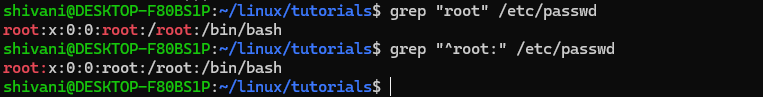 shivani@DESKTOP-F80BS1P:~/linux/tutorials$ grep "root" /etc/passwd
root:x:0:0:root:/root:/bin/bash
shivani@DESKTOP-F80BS1P:~/linux/tutorials$ grep "^root:" /etc/passwd
root:x:0:0:root:/root:/bin/bash
shivani@DESKTOP-F80BS1P:~/linux/tutorials$